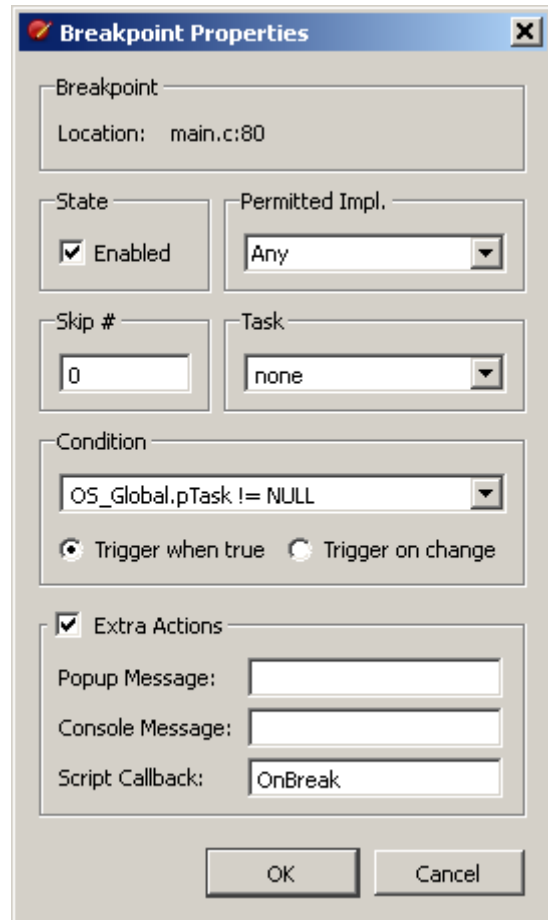 Breakpoint Properties
Breakpoint
Location: main.c:80
State
Permitted Impl.
Enabled
Any
Skip #
Task
0
none
Condition
OS_Global.pTask != NULL
Trigger when true
Trigger on change
Extra Actions
Popup Message:
Console Message:
Script Callback: OnBreak
OK
Cancel